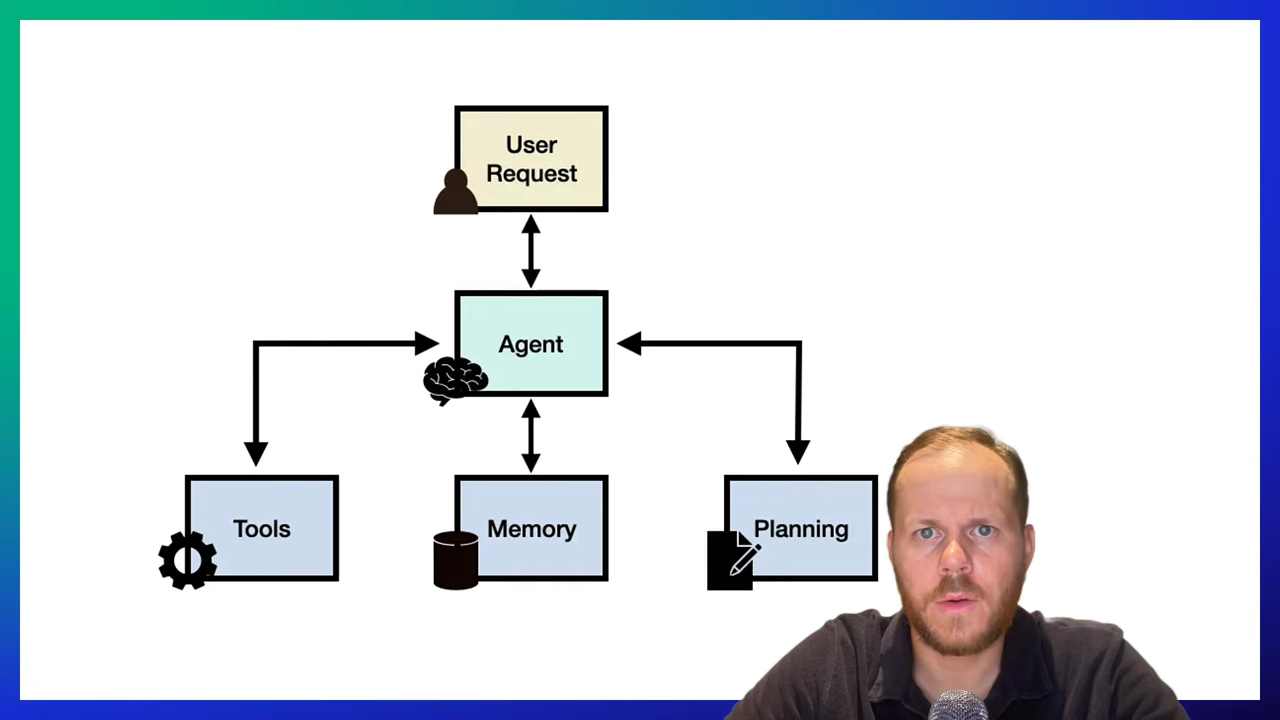 User
Request
Agent
Tools
Memory
Planning